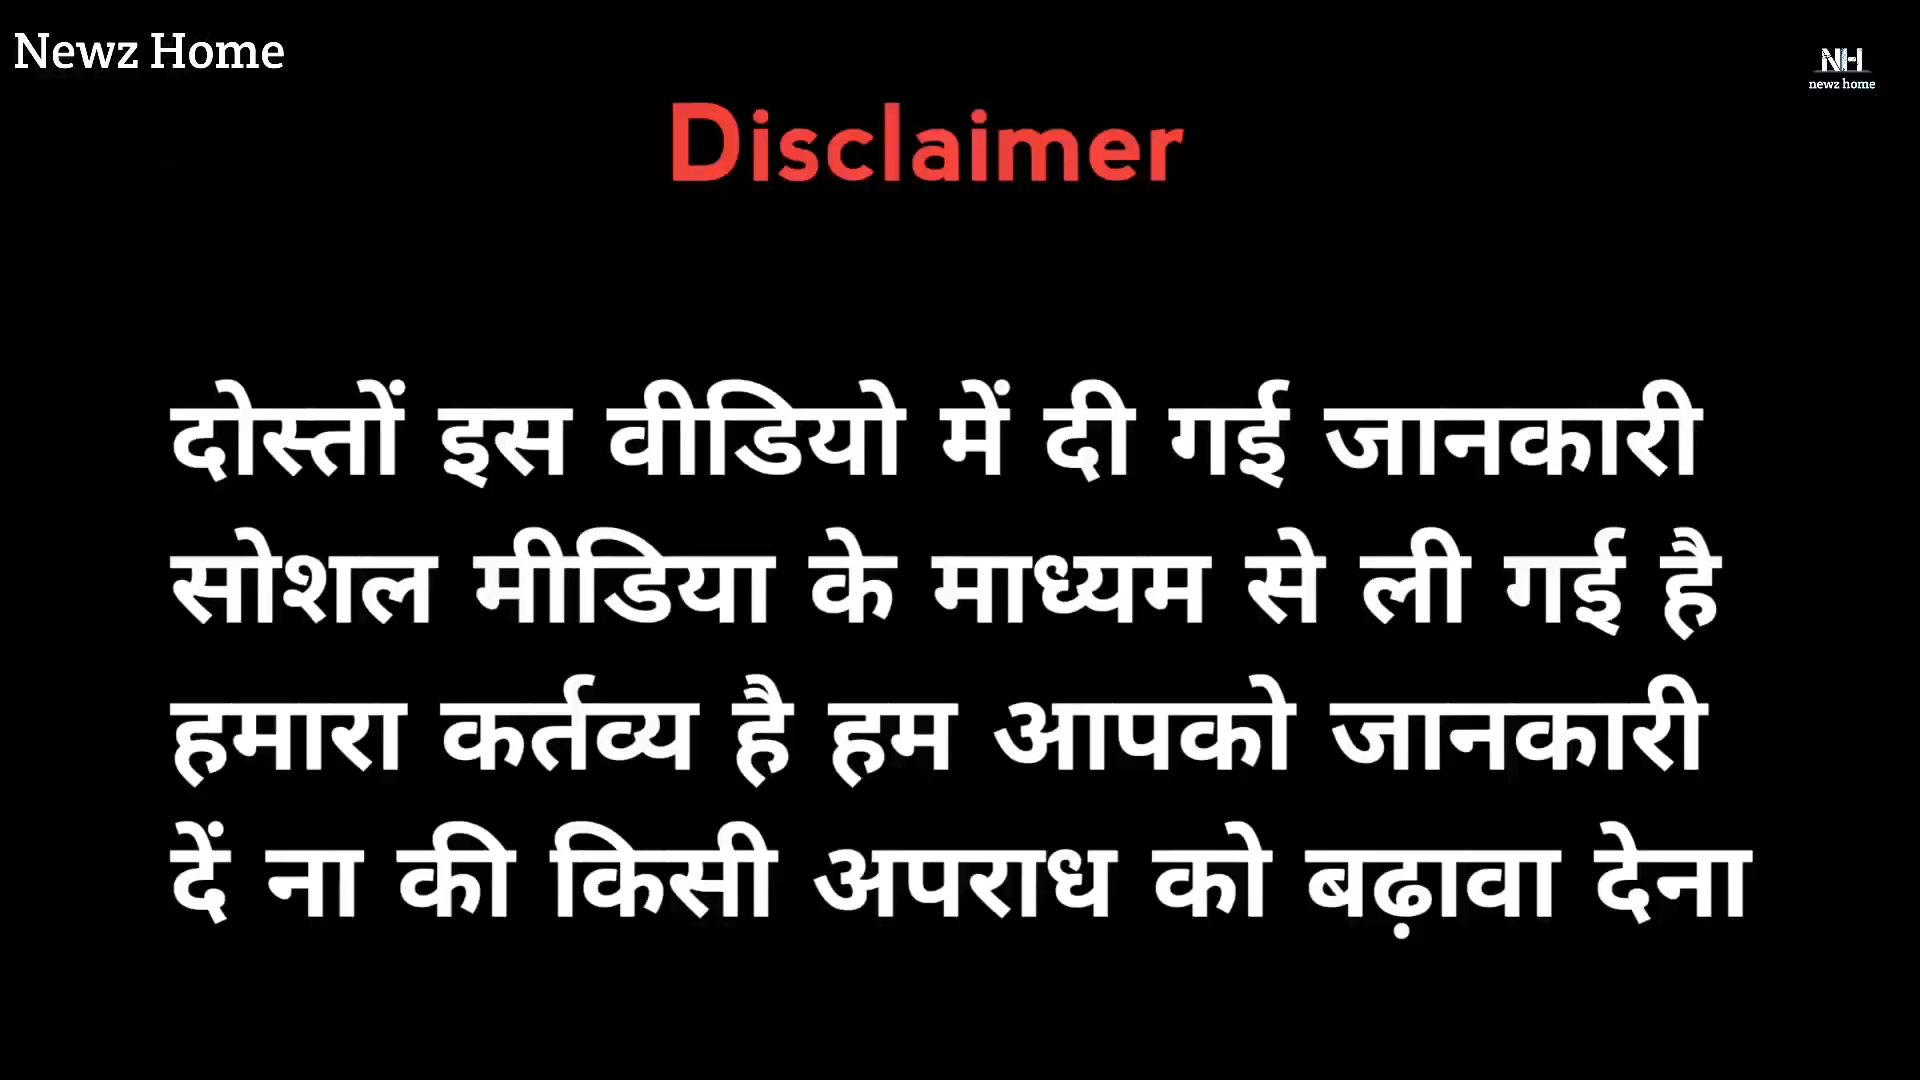 Newz Home
NH
newz home
Disclaimer
दोस्तों इस वीडियो में दी गई जानकारी
सोशल मीडिया के माध्यम से ली गई है
हमारा कर्तव्य है हम आपको जानकारी
दें ना की किसी अपराध को बढ़ावा देना